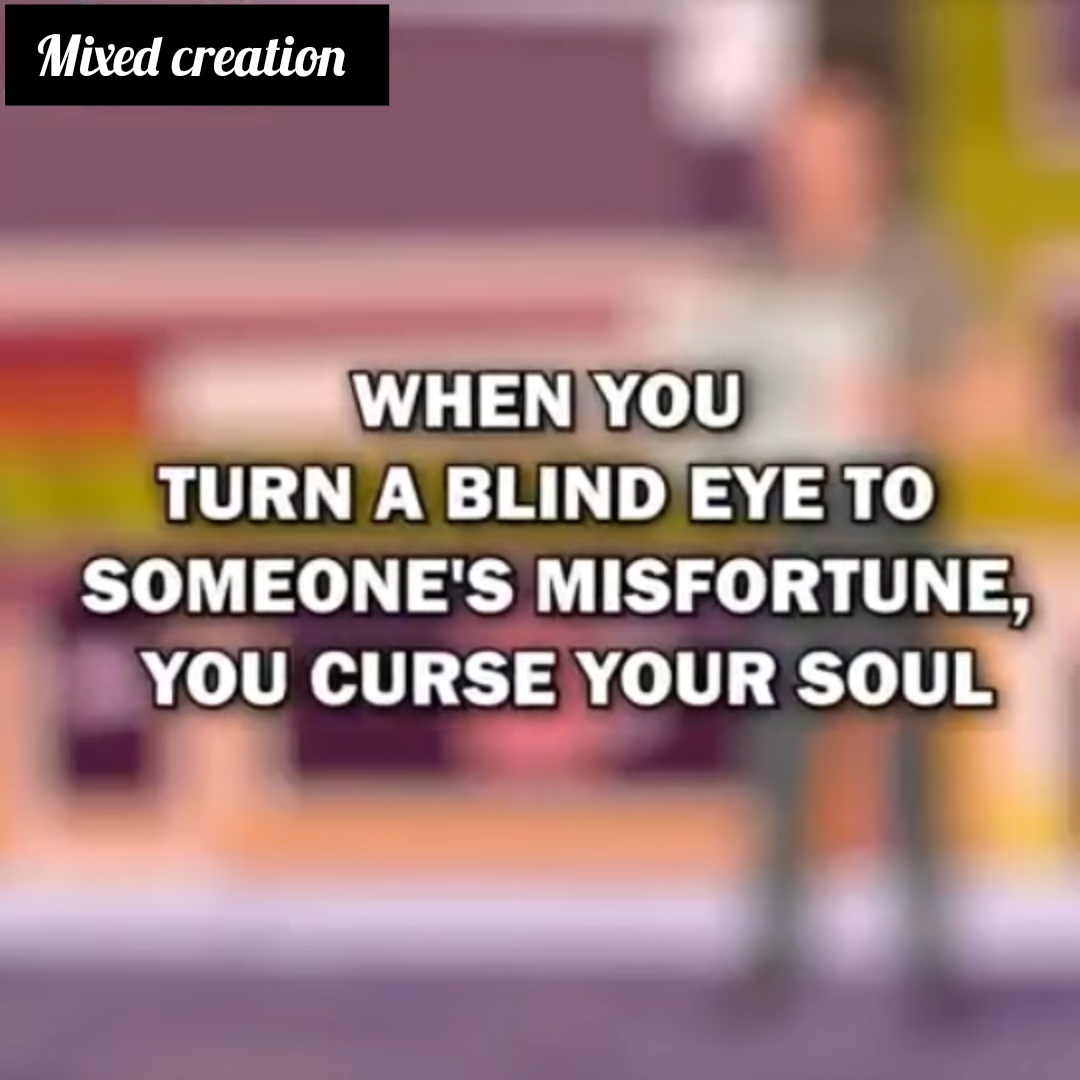 Mixed creation
WHEN YOU
TURN A BLIND EYE TO
SOMEONE'S MISFORTUNE,
YOU CURSE YOUR SOUL